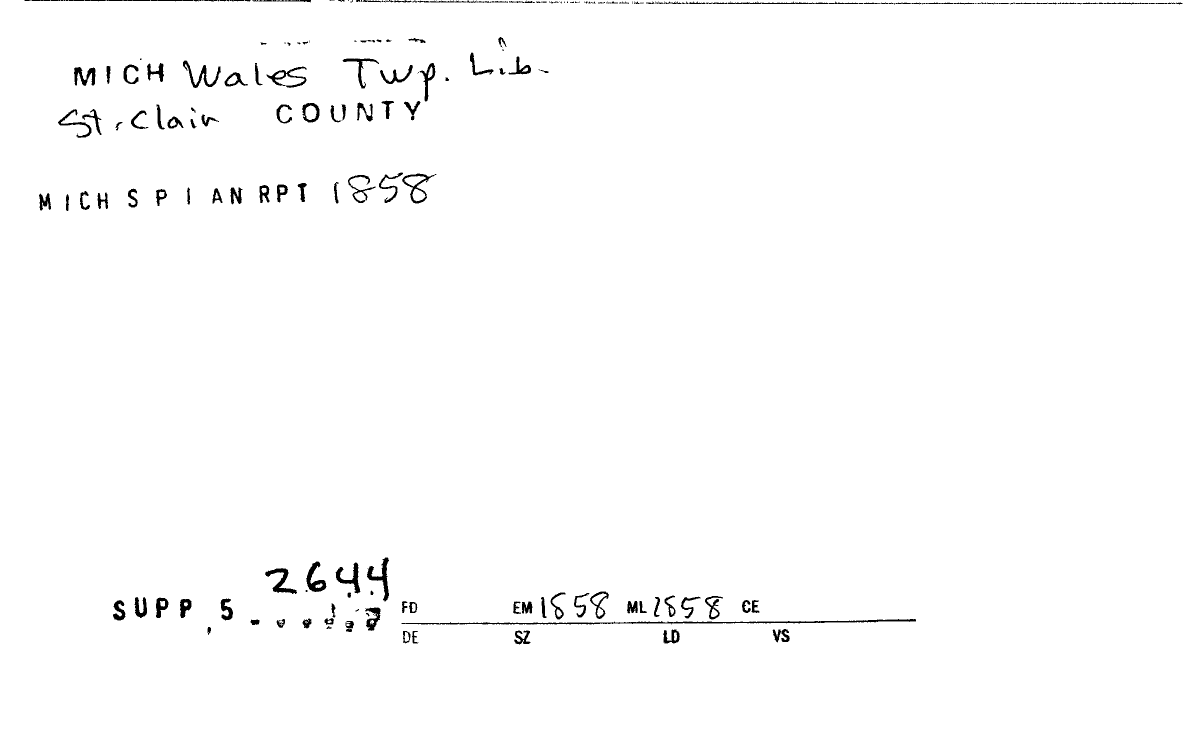 MICH Wales Twp. Lib.
St. Clair COUNTY
MICH S P I AN RPT 1858
2644
SUPP, 5
FD EM 1858 ML 1858 CE
DE SZ LD VS